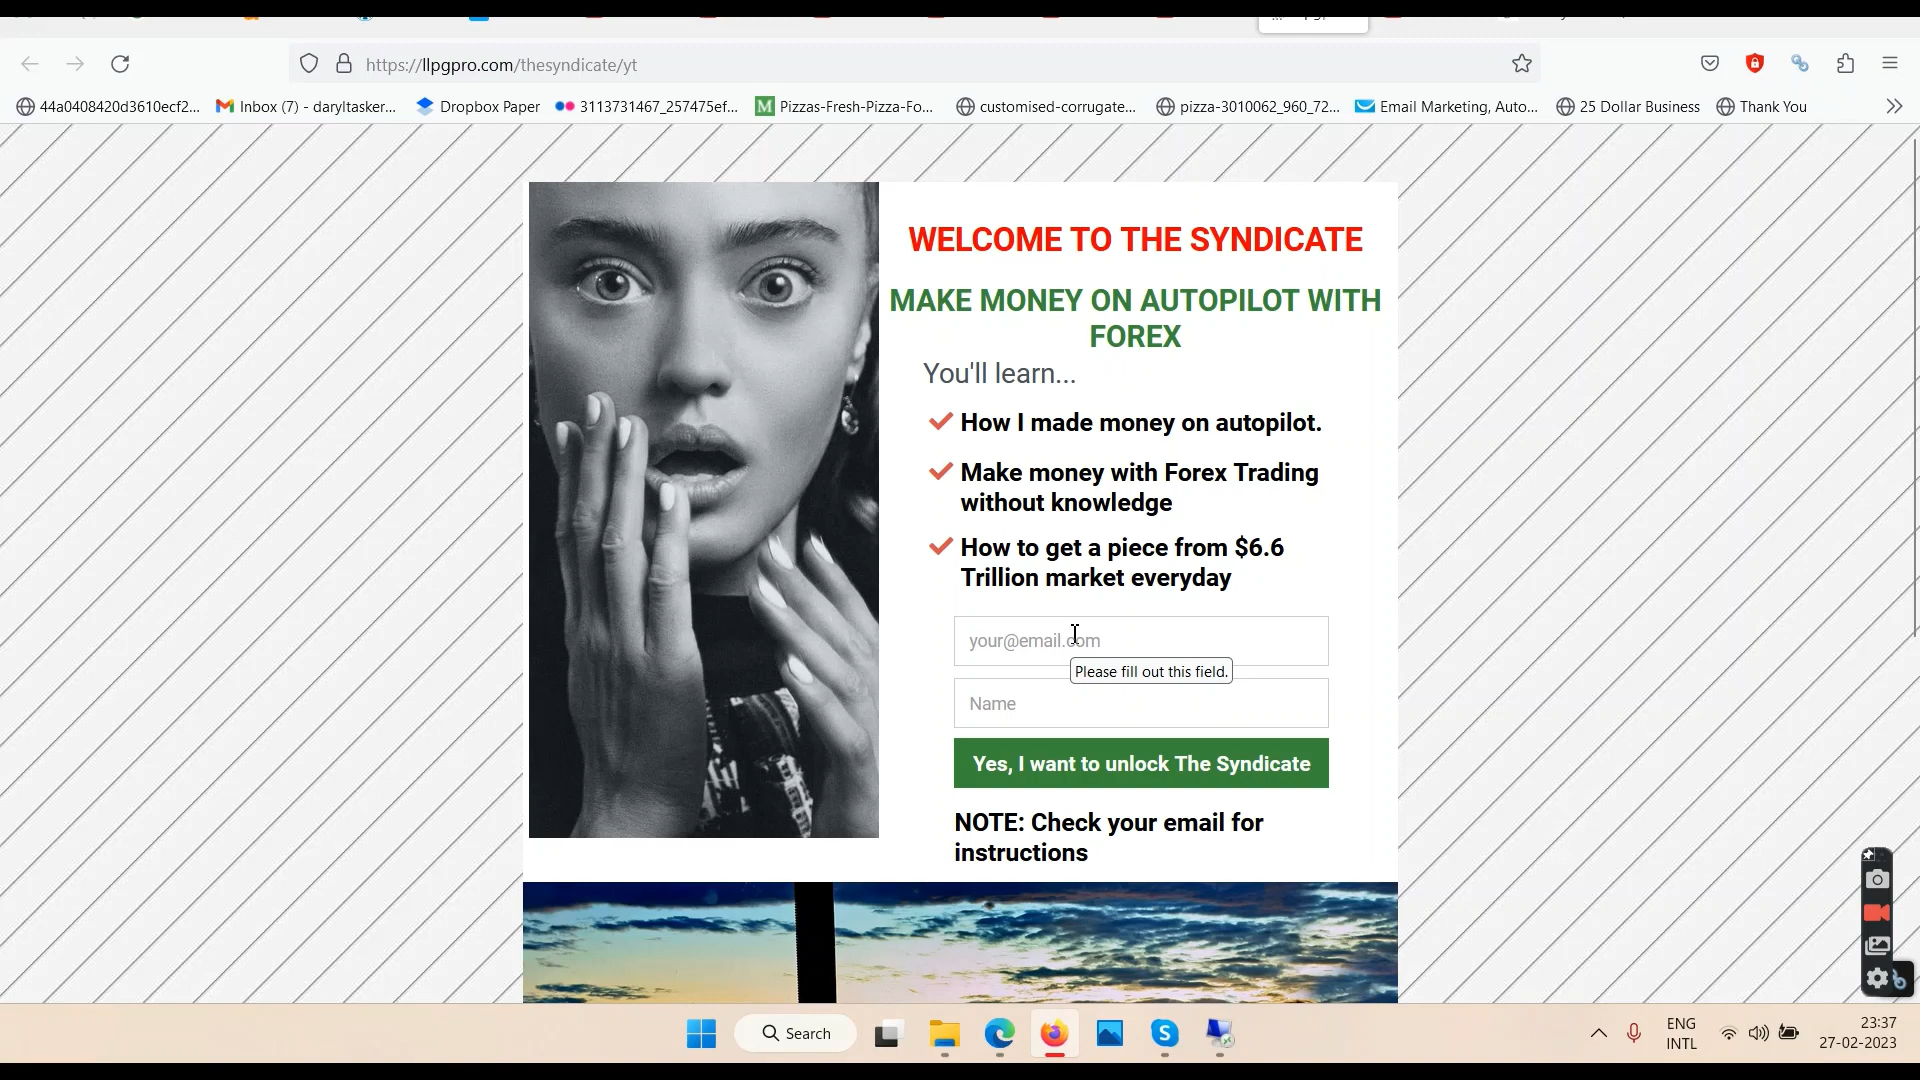 https://llpgpro.com/thesyndicate/yt
44a0408420d3610ecf2... Inbox (7) - daryltasker... Dropbox Paper 3113731467_257475ef... M Pizzas-Fresh-Pizza-Fo... customised-corrugate... pizza-3010062_960_72... Email Marketing, Auto... 25 Dollar Business Thank You
WELCOME TO THE SYNDICATE
MAKE MONEY ON AUTOPILOT WITH
FOREX
You'll learn...
How I made money on autopilot.
Make money with Forex Trading
without knowledge
How to get a piece from $6.6
Trillion market everyday
your@email.com
Please fill out this field.
Name
Yes, I want to unlock The Syndicate
NOTE: Check your email for
instructions
Search
ENG
INTL
23:37
27-02-2023